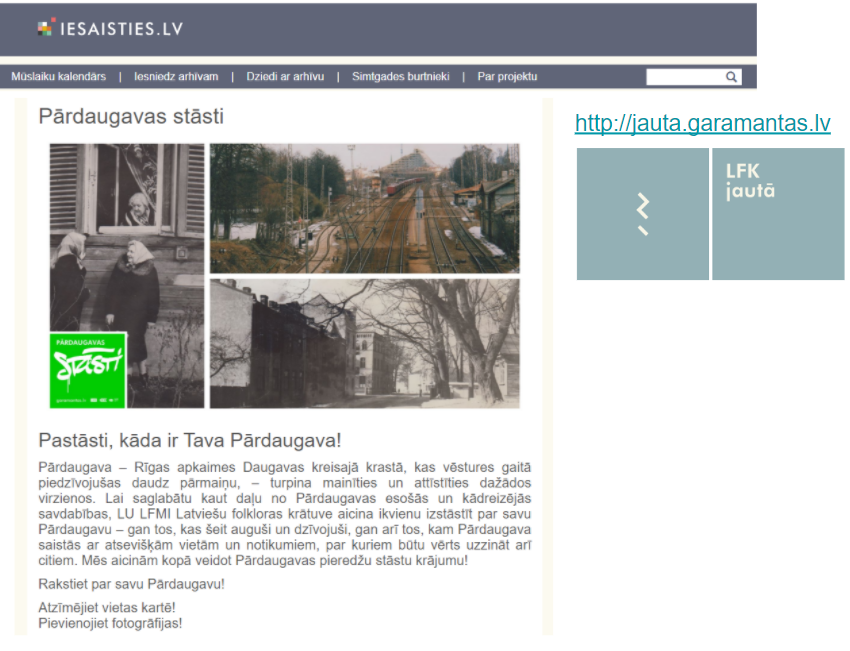 IESAISTIES.LV
Mūslaiku kalendārs | Iesniedz arhīvam | Dziedi ar arhīvu | Simtgades burtnieki | Par projektu
Pārdaugavas stāsti
PĀRDAUGAVAS
STĀSTI
garamantas.lv
Pastāsti, kāda ir Tava Pārdaugava!
Pārdaugava – Rīgas apkaimes Daugavas kreisajā krastā, kas vēstures gaitā
piedzīvojušas daudz pārmaiņu, – turpina mainīties un attīstīties dažādos
virzienos. Lai saglabātu kaut daļu no Pārdaugavas esošās un kādreizējās
savdabības, LU LFMI Latviešu folkloras krātuve aicina ikvienu izstāstīt par savu
Pārdaugavu – gan tos, kas šeit auguši un dzīvojuši, gan arī tos, kam Pārdaugava
saistās ar atsevišķām vietām un notikumiem, par kuriem būtu vērts uzzināt arī
citiem. Mēs aicinām kopā veidot Pārdaugavas pieredžu stāstu krājumu!
Rakstiet par savu Pārdaugavu!
Atzīmējiet vietas kartē!
Pievienojiet fotogrāfijas!
http://jauta.garamantas.lv
LFK
jautā